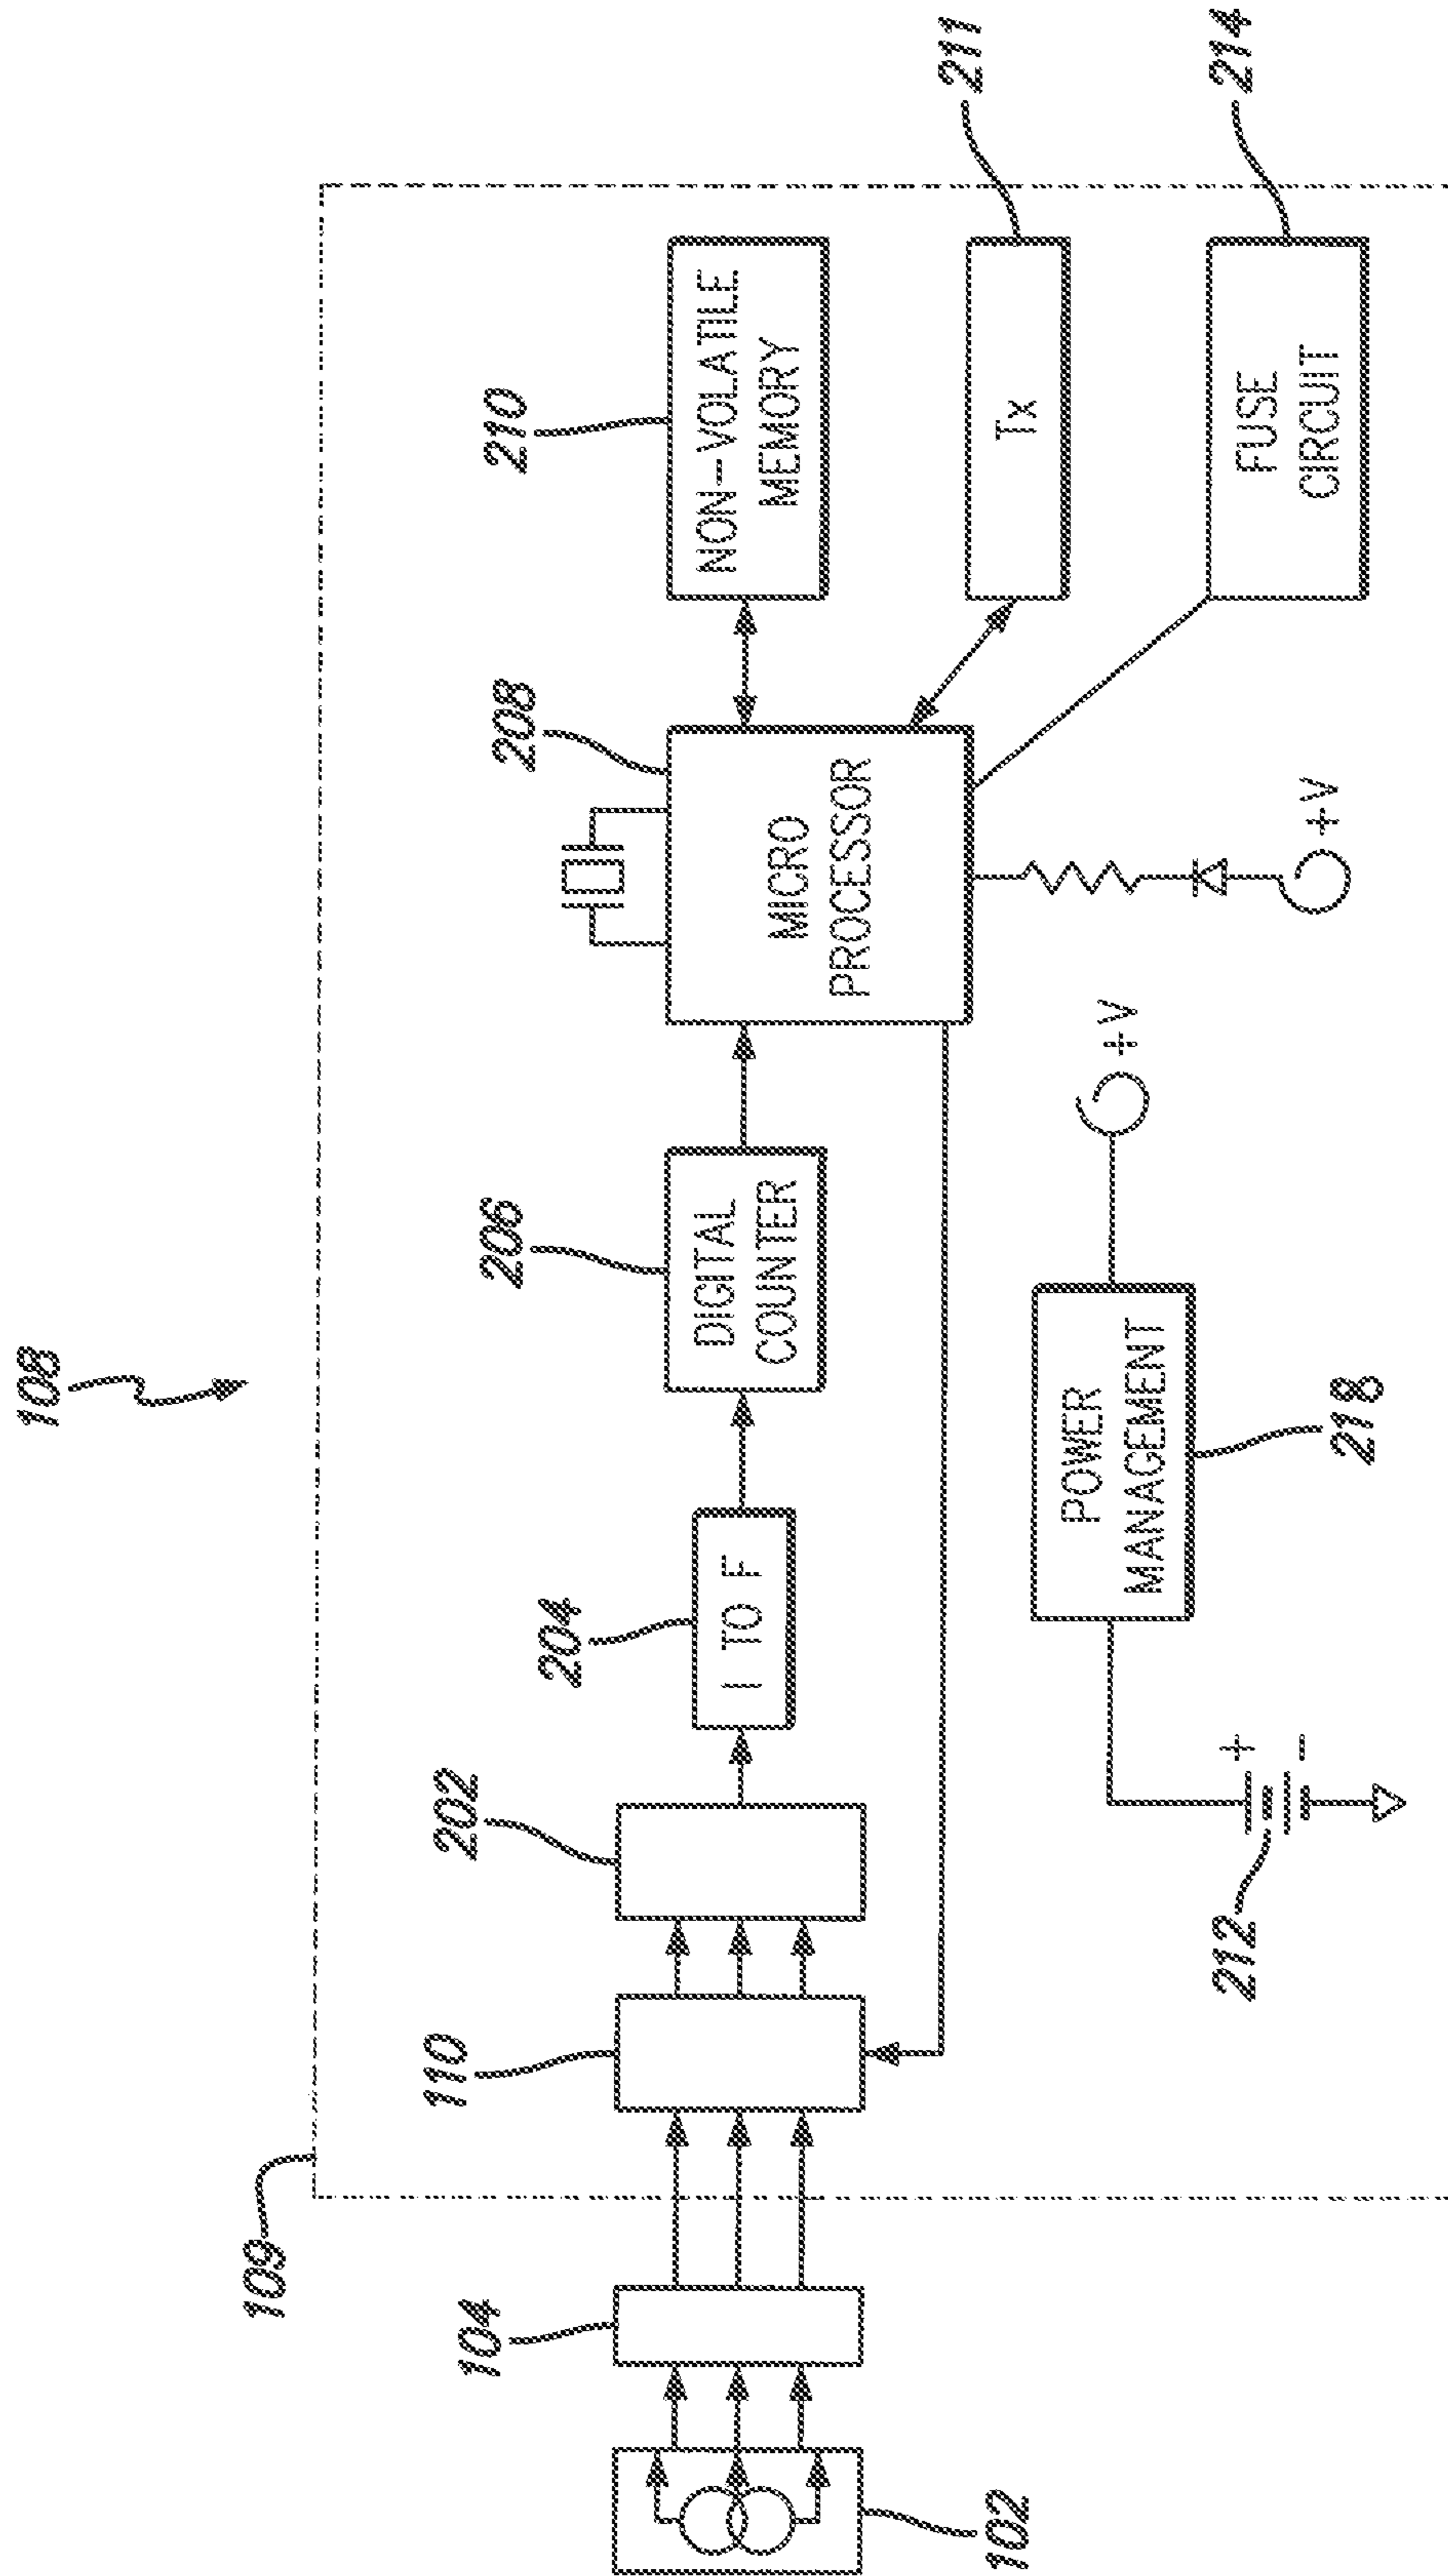 108
109
102
104
110
202
204
I TO F
206
DIGITAL
COUNTER
208
MICRO
PROCESSOR
210
NON-VOLATILE
MEMORY
211
Tx
214
FUSE
CIRCUIT
+V
+V
218
POWER
MANAGEMENT
212
+
-